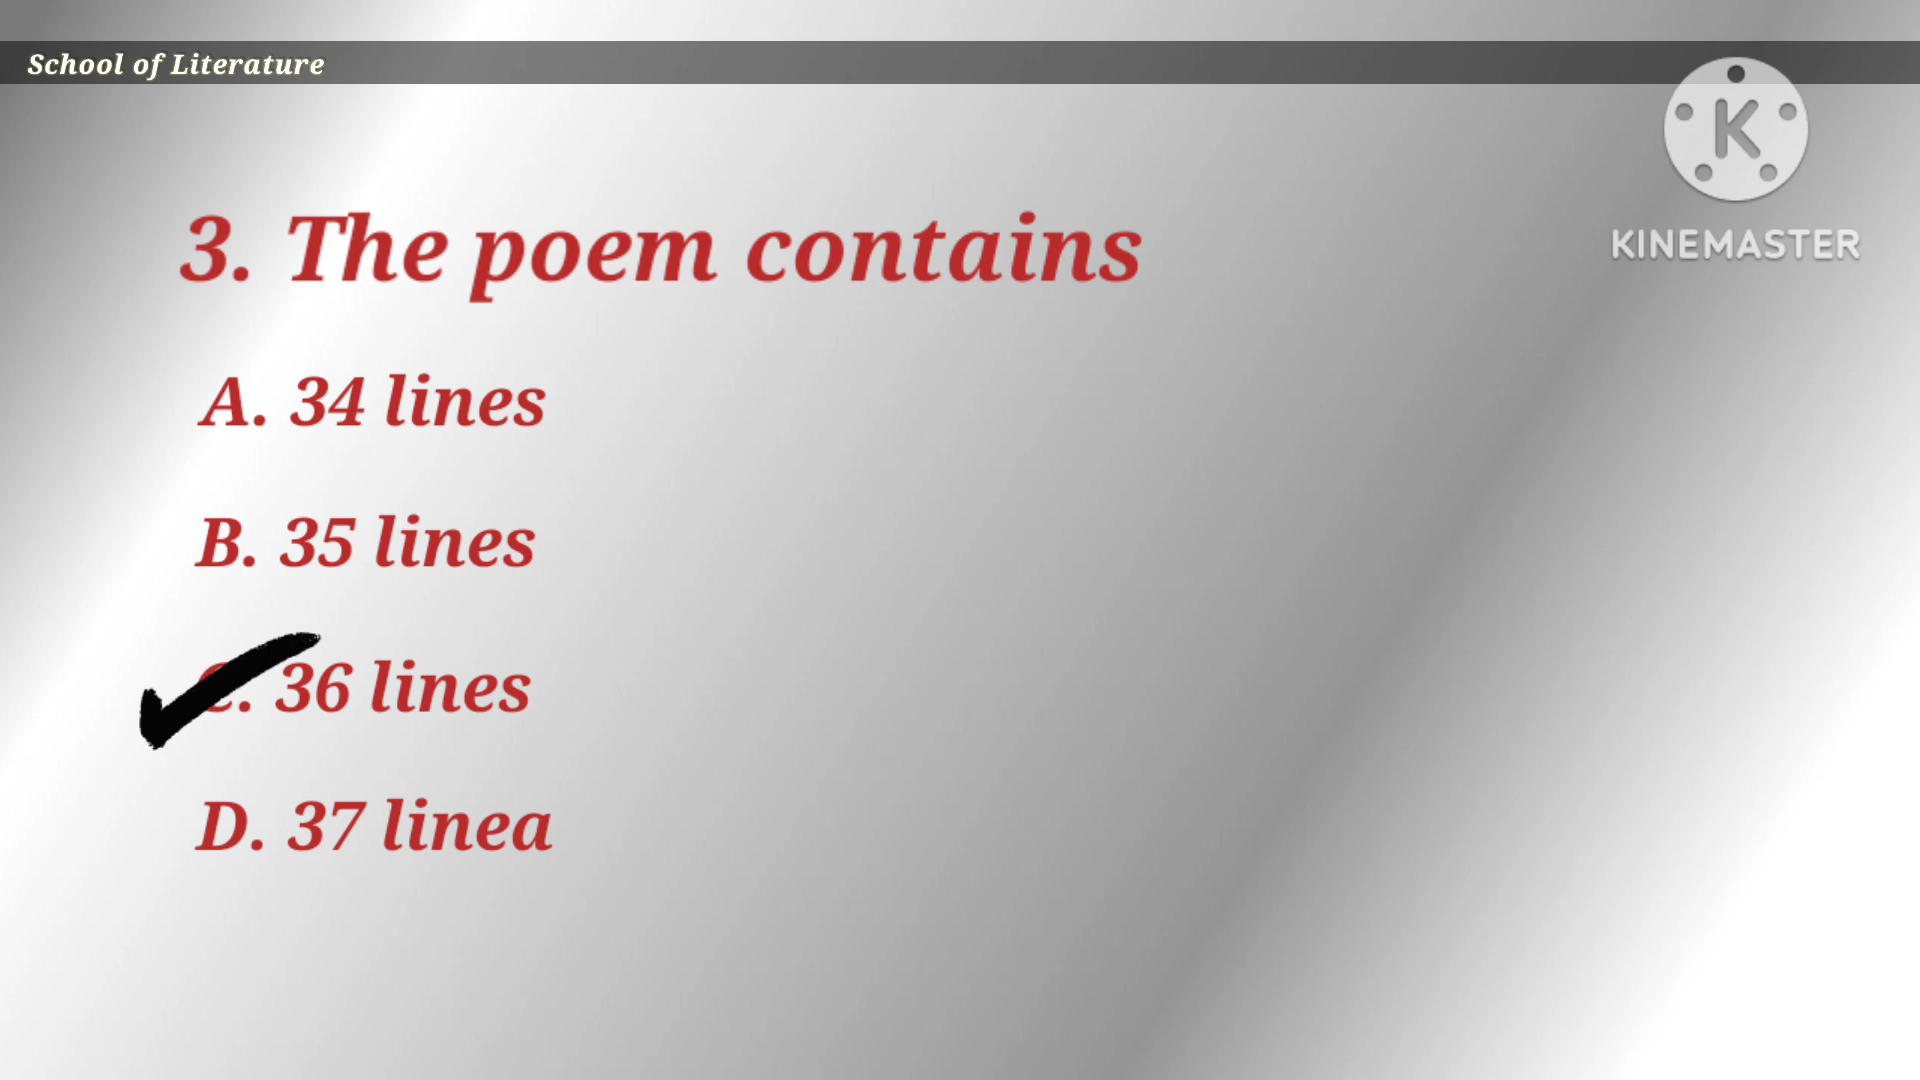 School of Literature
K
KINEMASTER
3. The poem contains
A. 34 lines
B. 35 lines
C. 36 lines
D. 37 linea